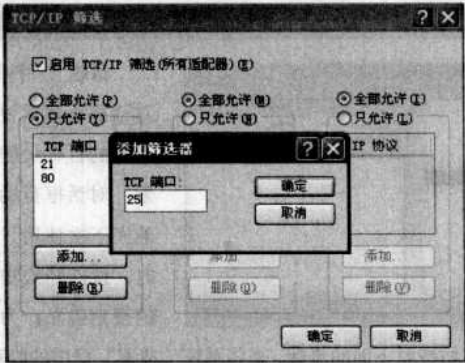 TCP/IP 筛选
启用 TCP/IP 筛选(所有适配器)(E)
全部允许(P)
全部允许(M)
全部允许(T)
只允许(Y)
只允许(N)
只允许(L)
TCP 端口
IP 协议
21
80
添加筛选器
TCP 端口:
25
确定
取消
添加...
添加
添加.
删除(R)
删除(O)
删除(V)
确定
取消